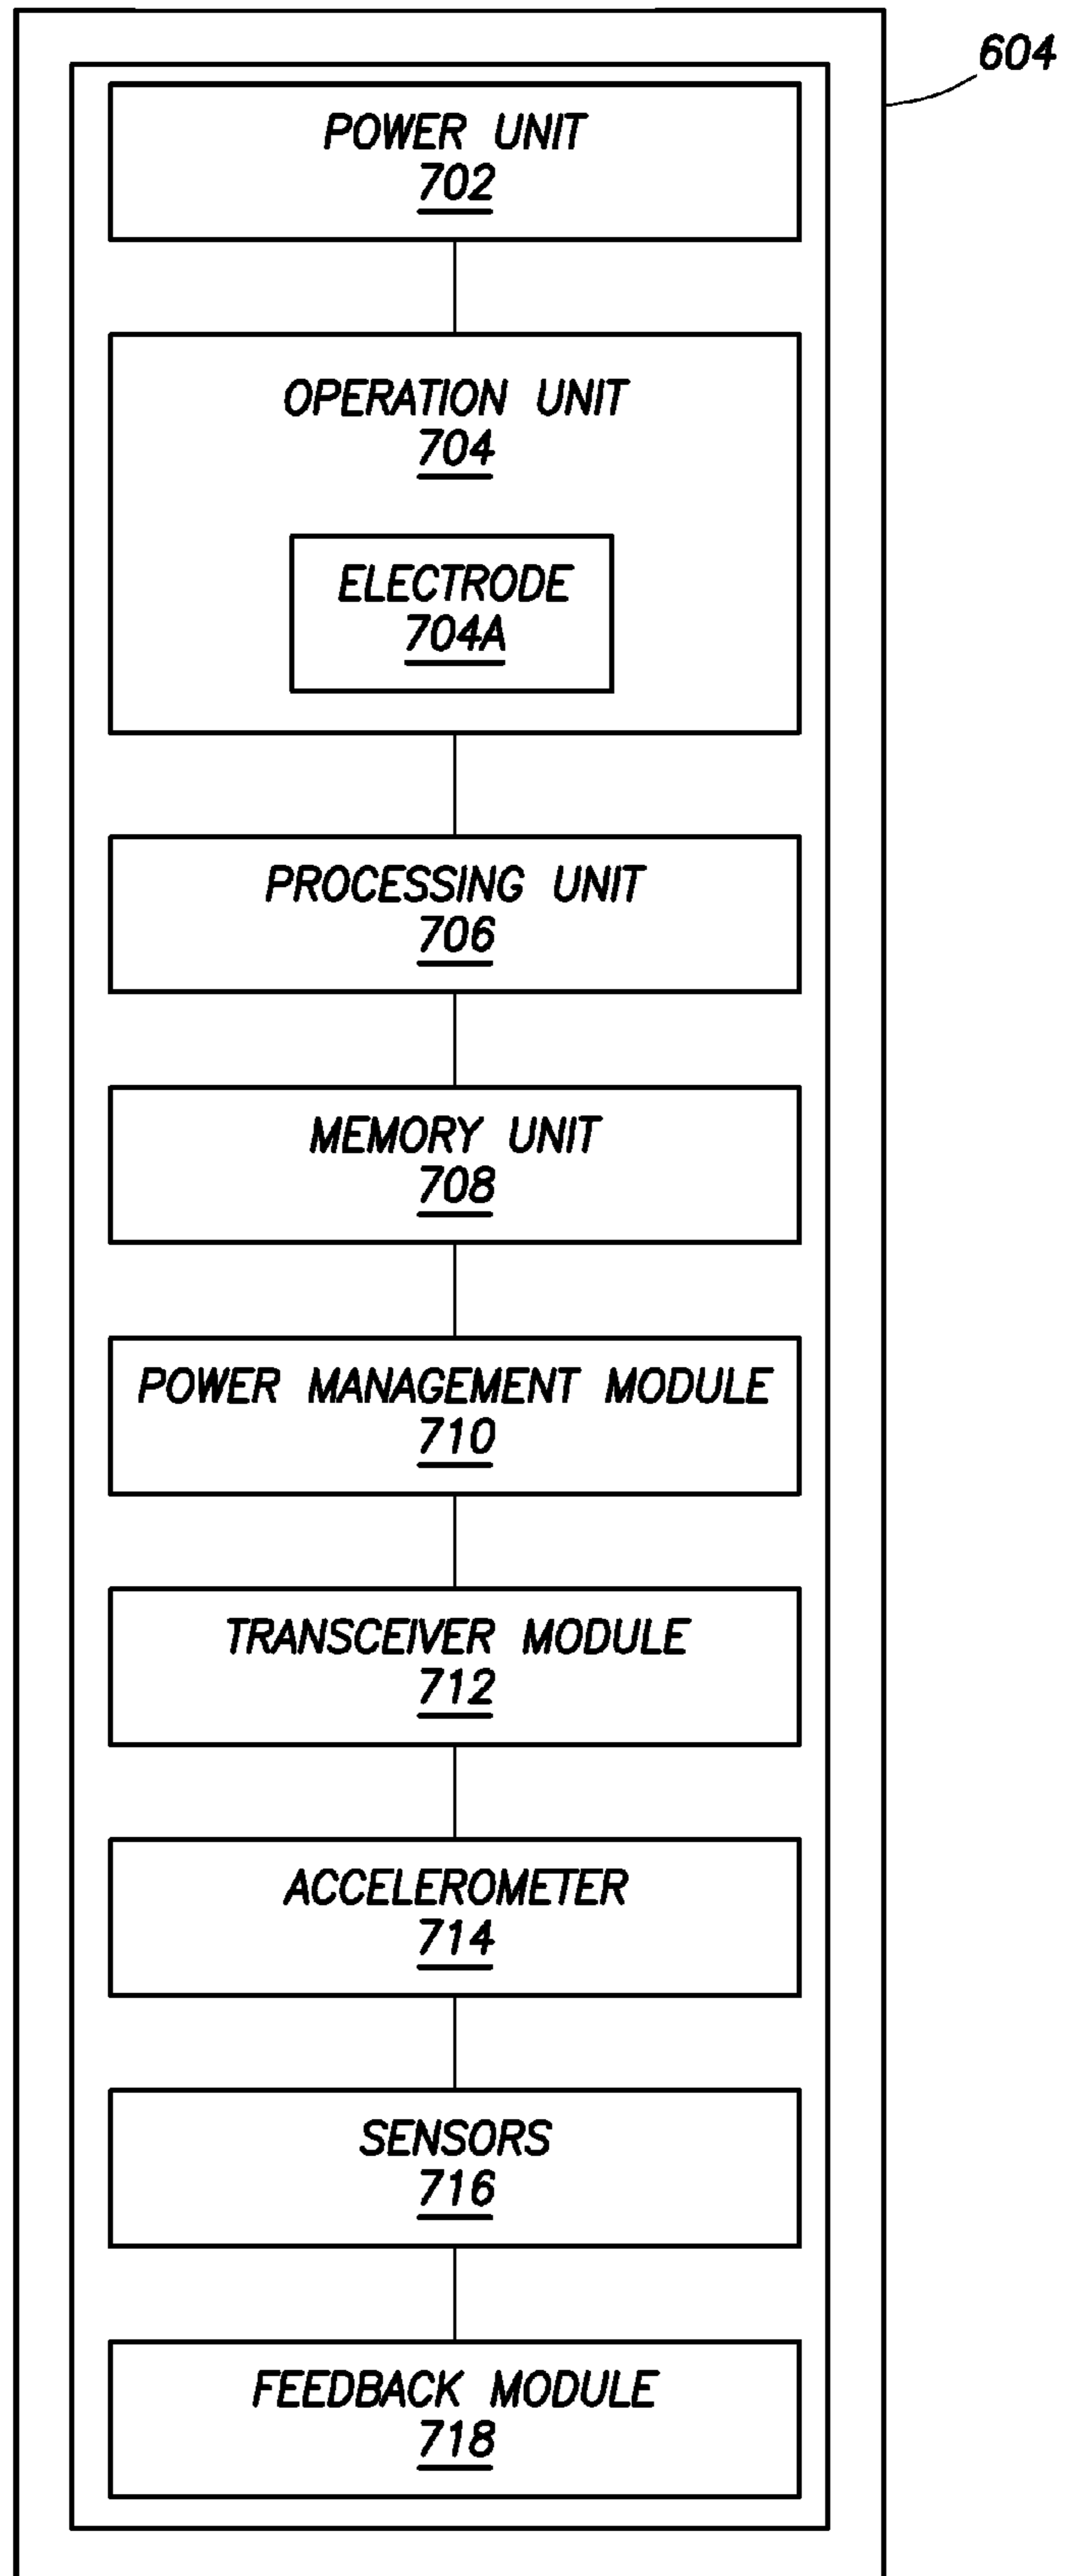 604
POWER UNIT
702
OPERATION UNIT
704
ELECTRODE
704A
PROCESSING UNIT
706
MEMORY UNIT
708
POWER MANAGEMENT MODULE
710
TRANSCEIVER MODULE
712
ACCELEROMETER
714
SENSORS
716
FEEDBACK MODULE
718